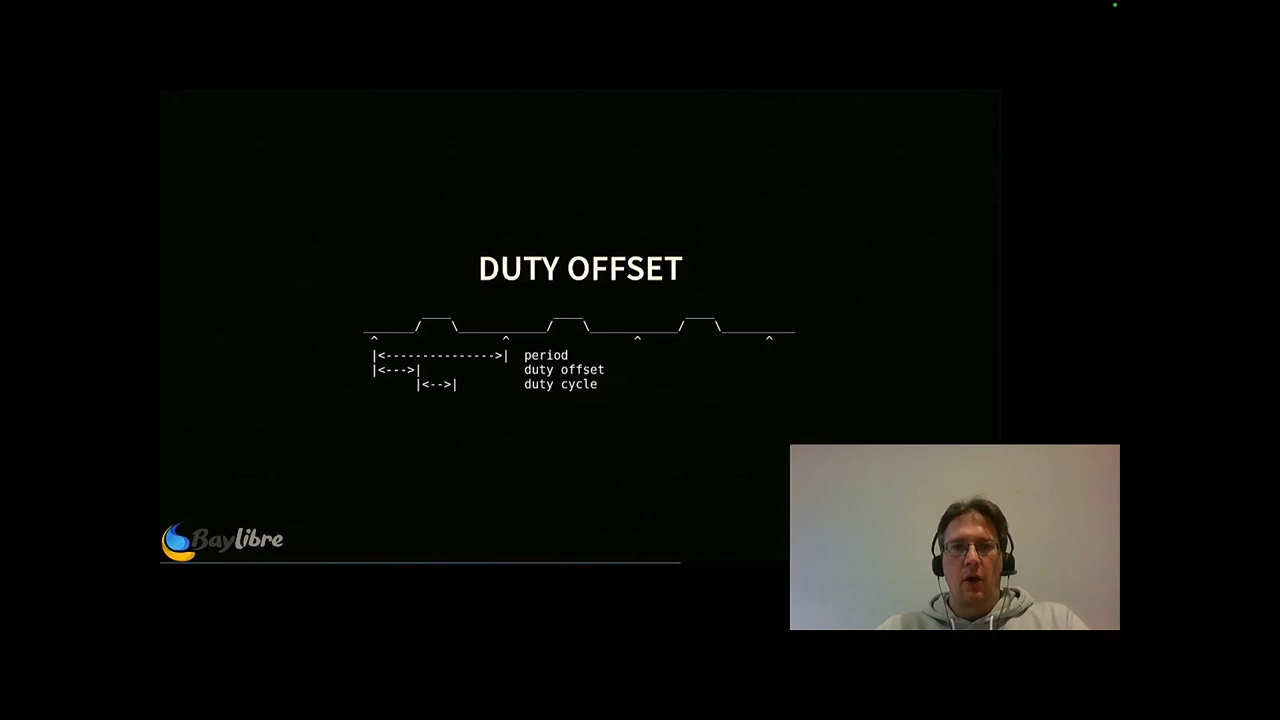 DUTY OFFSET
^ ^ ^ ^
|<--------------->| period
|<--->| duty offset
|<-->| duty cycle
Baylibre